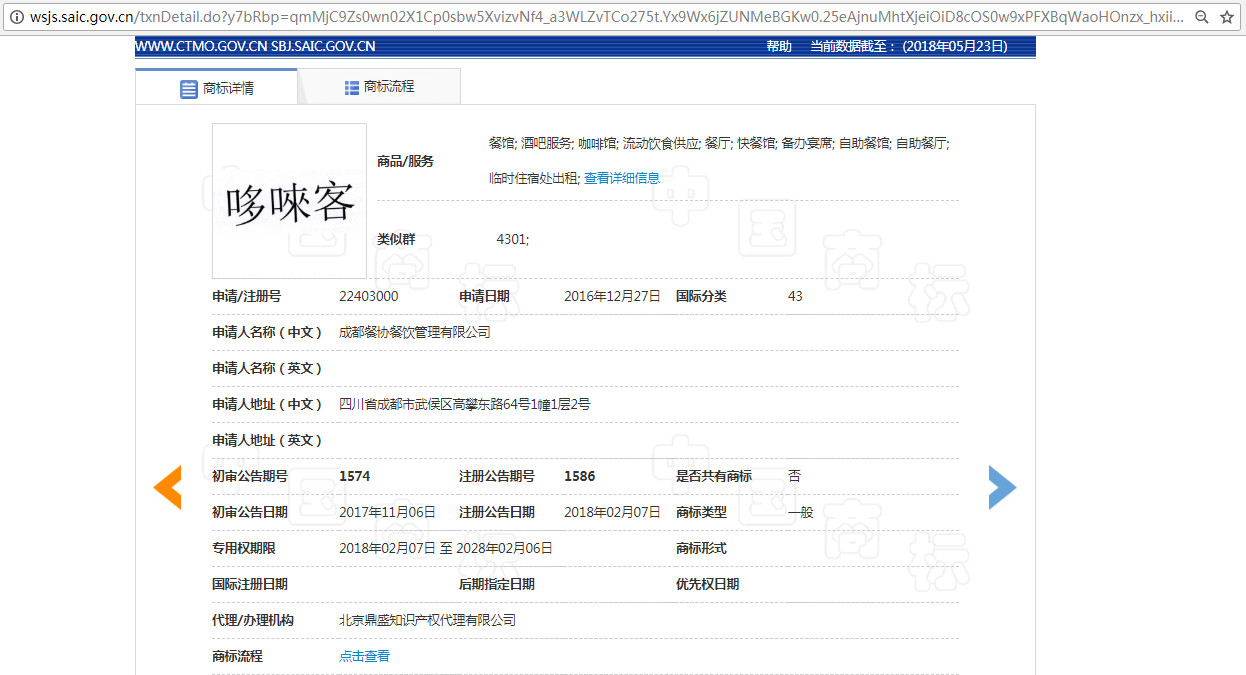 wsjs.saic.gov.cn/txnDetail.do?y7bRbp=qmMjC9Zs0wn02X1Cp0sbw5XvizvNf4_a3WLZvTCo275t.Yx9Wx6jZUNMeBGKw0.25eAjnuMhtXjeiOiD8cOS0w9xPFXBqWaoHOnzx_hxii...
WWW.CTMO.GOV.CN SBJ.SAIC.GOV.CN 帮助 当前数据截至：(2018年05月23日)
商标详情 商标流程
哆唻客
商品/服务 餐馆; 酒吧服务; 咖啡馆; 流动饮食供应; 餐厅; 快餐馆; 备办宴席; 自助餐馆; 自助餐厅;
临时住宿处出租; 查看详细信息
类似群 4301;
申请/注册号 22403000 申请日期 2016年12月27日 国际分类 43
申请人名称（中文） 成都餐协餐饮管理有限公司
申请人名称（英文）
申请人地址（中文） 四川省成都市武侯区高攀东路64号1幢1层2号
申请人地址（英文）
初审公告期号 1574 注册公告期号 1586 是否共有商标 否
初审公告日期 2017年11月06日 注册公告日期 2018年02月07日 商标类型 一般
专用权期限 2018年02月07日 至 2028年02月06日 商标形式
国际注册日期 后期指定日期 优先权日期
代理/办理机构 北京鼎盛知识产权代理有限公司
商标流程 点击查看
中国商标
中国商标